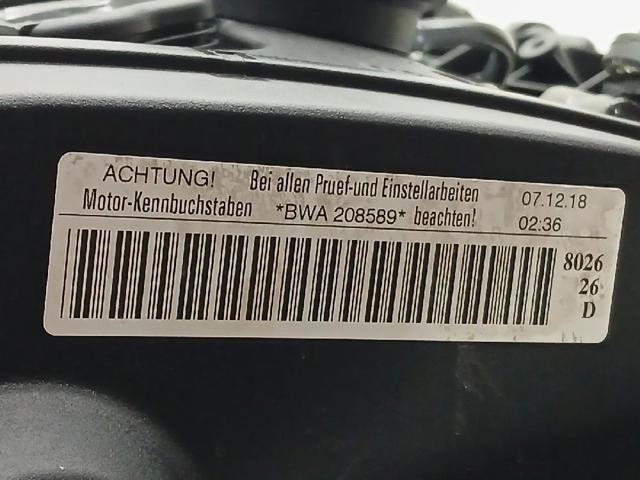 ACHTUNG! Bei allen Pruef-und Einstellarbeiten 07.12.18
Motor-Kennbuchstaben *BWA 208589* beachten! 02:36
8026
26
D